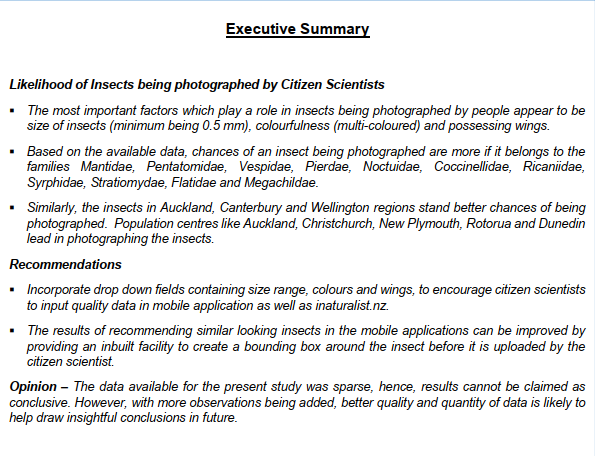 Executive Summary
Likelihood of Insects being photographed by Citizen Scientists
▪ The most important factors which play a role in insects being photographed by people appear to be
size of insects (minimum being 0.5 mm), colourfulness (multi-coloured) and possessing wings.
▪ Based on the available data, chances of an insect being photographed are more if it belongs to the
families Mantidae, Pentatomidae, Vespidae, Pierdae, Noctuidae, Coccinellidae, Ricaniidae,
Syrphidae, Stratiomydae, Flatidae and Megachildae.
▪ Similarly, the insects in Auckland, Canterbury and Wellington regions stand better chances of being
photographed. Population centres like Auckland, Christchurch, New Plymouth, Rotorua and Dunedin
lead in photographing the insects.
Recommendations
▪ Incorporate drop down fields containing size range, colours and wings, to encourage citizen scientists
to input quality data in mobile application as well as inaturalist.nz.
▪ The results of recommending similar looking insects in the mobile applications can be improved by
providing an inbuilt facility to create a bounding box around the insect before it is uploaded by the
citizen scientist.
Opinion – The data available for the present study was sparse, hence, results cannot be claimed as
conclusive. However, with more observations being added, better quality and quantity of data is likely to
help draw insightful conclusions in future.